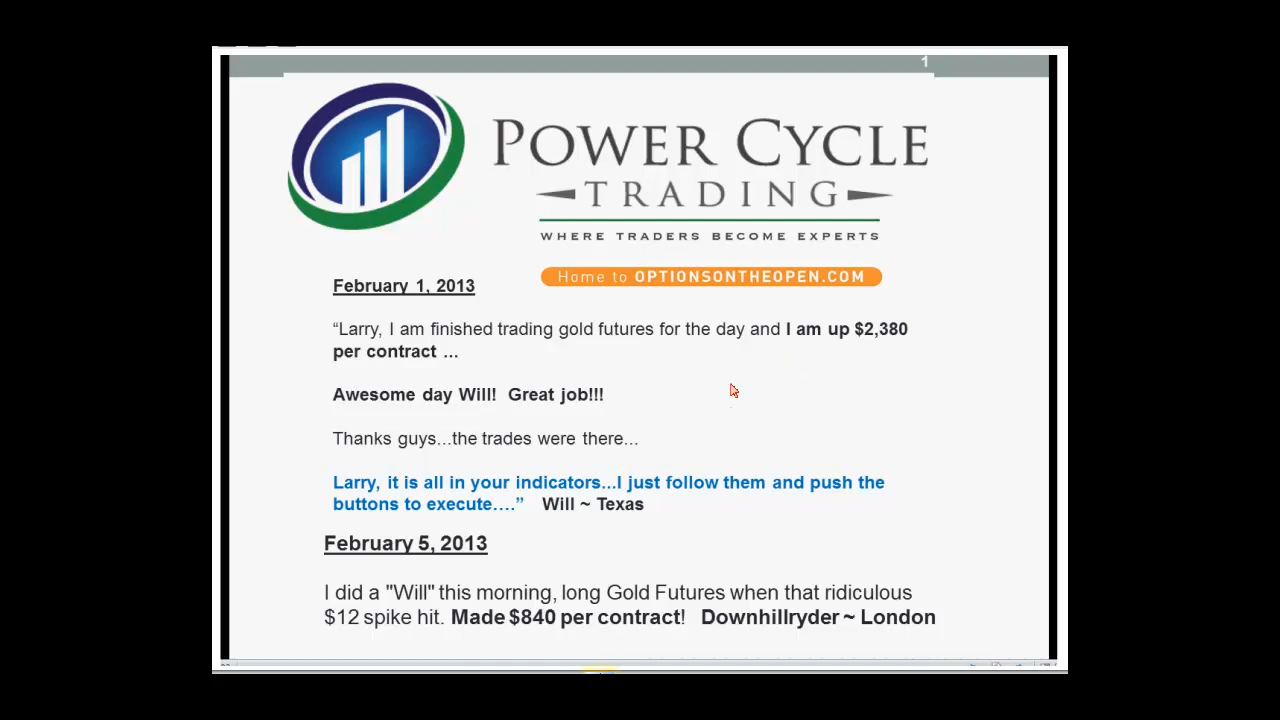 1
POWER CYCLE
TRADING
WHERE TRADERS BECOME EXPERTS
Home to OPTIONSONTHEOPEN.COM
February 1, 2013
“Larry, I am finished trading gold futures for the day and I am up $2,380
per contract ...
Awesome day Will!  Great job!!!
Thanks guys...the trades were there...
Larry, it is all in your indicators...I just follow them and push the
buttons to execute....”   Will ~ Texas
February 5, 2013
I did a "Will" this morning, long Gold Futures when that ridiculous
$12 spike hit. Made $840 per contract!   Downhillryder ~ London